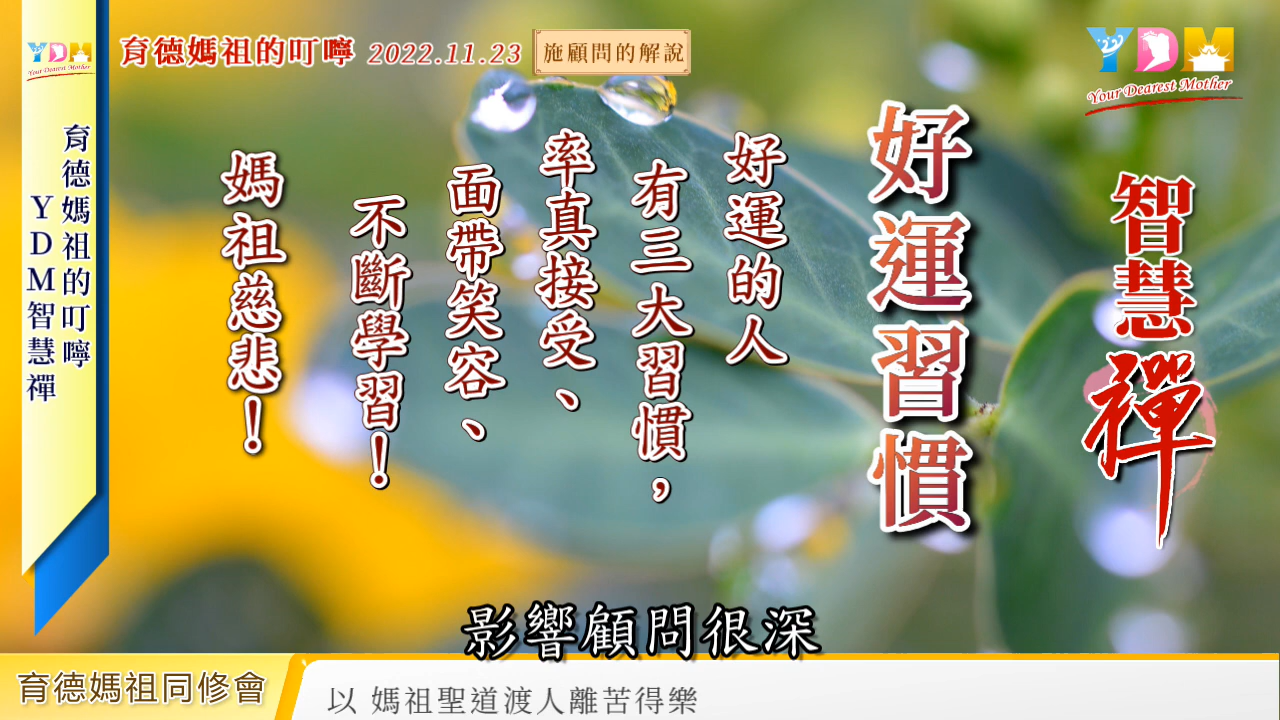 YDM
Your Dearest Mother
育德媽祖的叮嚀
YDM智慧禪
育德媽祖的叮嚀 2022.11.23 施顧問的解說
YDM
Your Dearest Mother
智慧禪
好運習慣
好運的人
有三大習慣，
率真接受、
面帶笑容、
不斷學習！
媽祖慈悲！
影響顧問很深
育德媽祖同修會
以 媽祖聖道渡人離苦得樂